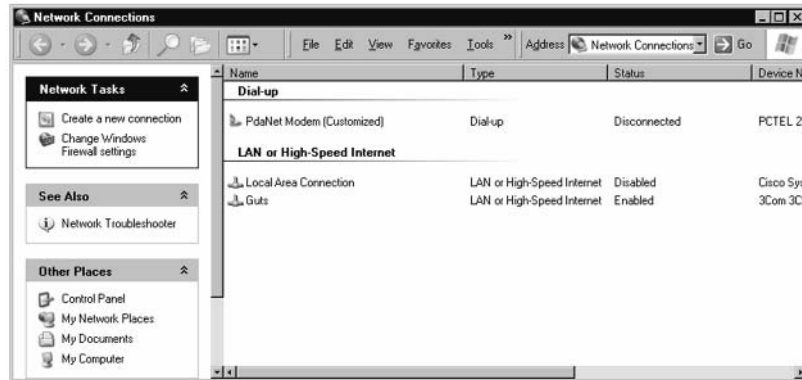 Network Connections
File Edit View Favorites Tools » Address Network Connections Go
Name Type Status Device N
Network Tasks
Create a new connection
Change Windows
Firewall settings
See Also
Network Troubleshooter
Other Places
Control Panel
My Network Places
My Documents
My Computer
Dial-up
PdaNet Modem (Customized) Dial-up Disconnected PCTEL 2
LAN or High-Speed Internet
Local Area Connection LAN or High-Speed Internet Disabled Cisco Sys
Guts LAN or High-Speed Internet Enabled 3Com 3C